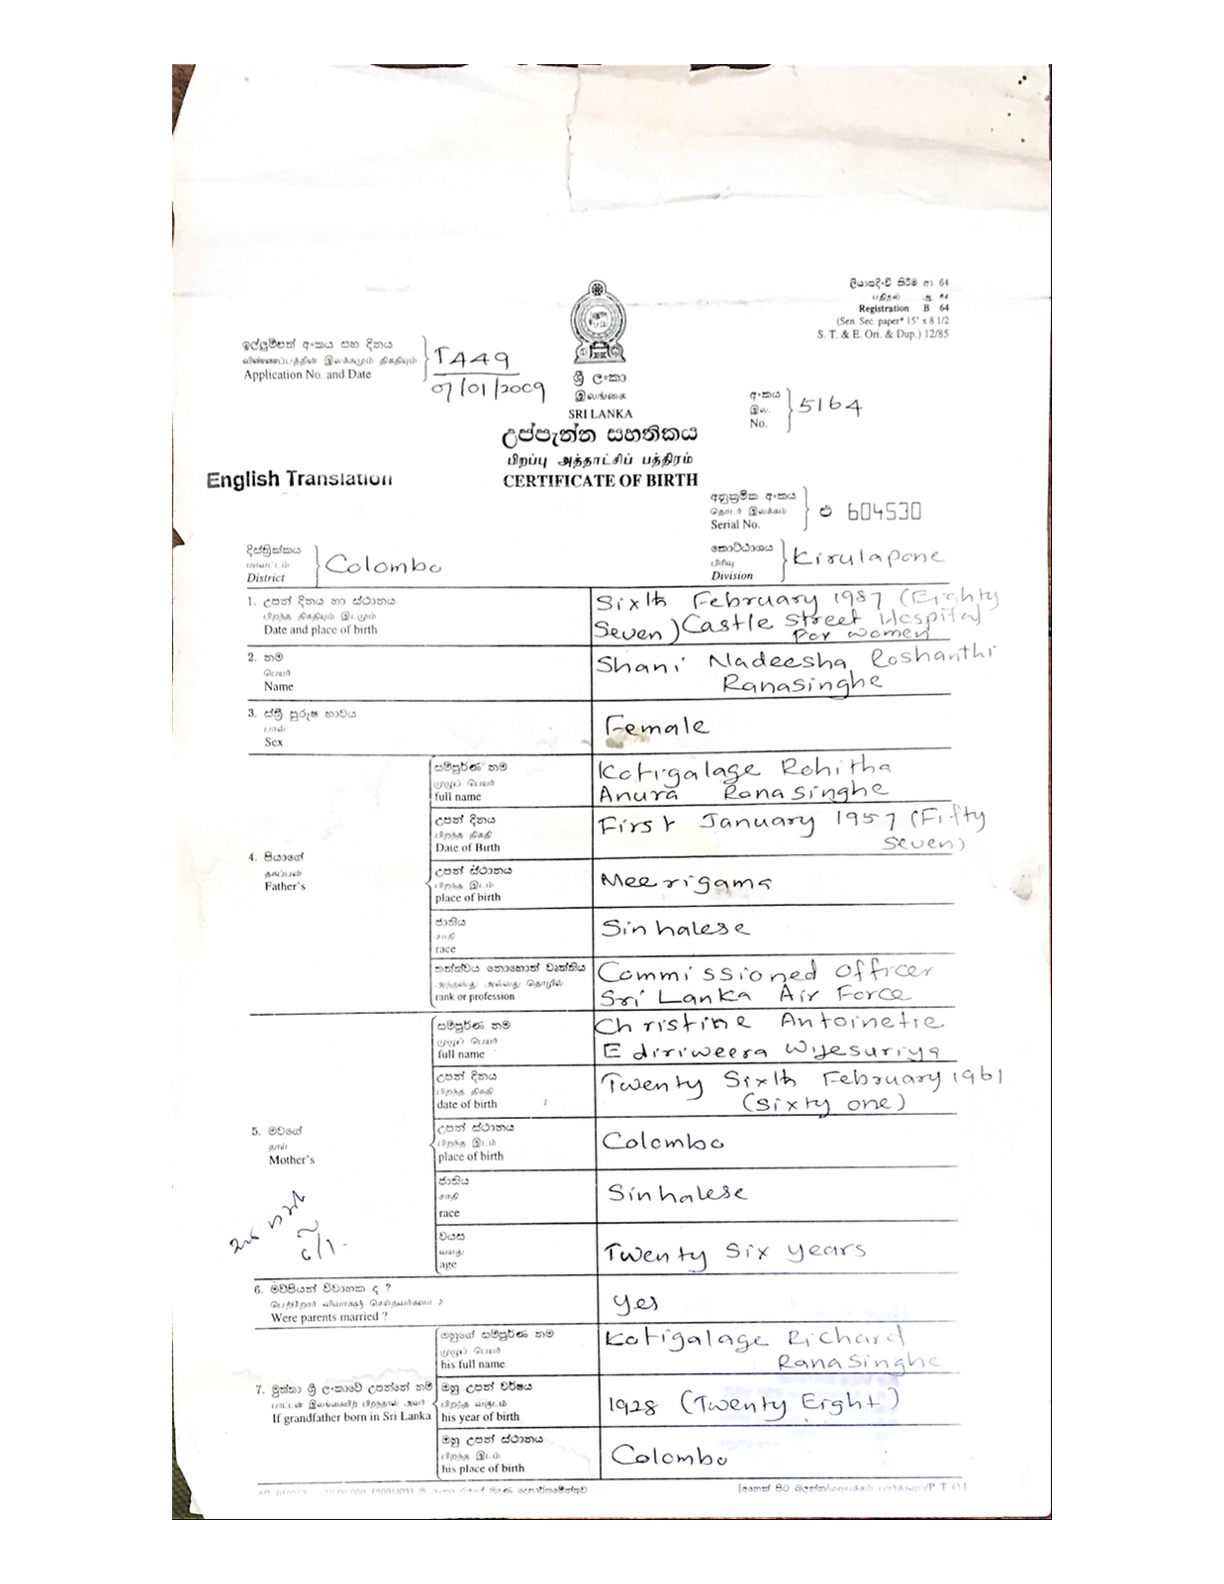 ලියාපදිංචි කිරීම ආ 64
பதிதல் ஆ. 64
Registration B 64
(Sen. Sec. paper* 15" x 8 1/2
S. T. & E. Ori. & Dup.) 12/85
ඉල්ලුම්පත් අංකය සහ දිනය
விண்ணப்பத்தின் இலக்கமும் திகதியும்
Application No. and Date
T449
07/01/2009
ශ්‍රී ලංකා
இலங்கை
SRI LANKA
අංකය
இல.
No.
5164
උප්පැන්න සහතිකය
பிறப்பு அத்தாட்சிப் பத்திரம்
English Translation
CERTIFICATE OF BIRTH
අනුක්‍රමික අංකය
தொடர் இலக்கம்
Serial No.
එ 604530
දිස්ත්‍රික්කය
மாவட்டம்
District
Colombo
කොට්ඨාශය
பிரிவு
Division
Kirulapone
1. උපන් දිනය හා ස්ථානය
பிறந்த திகதியும் இடமும்
Date and place of birth
Sixth February 1987 (Eighty
Seven) Castle Street Hospital
For women
2. නම
பெயர்
Name
Shani Nadeesha Roshanthi
Ranasinghe
3. ස්ත්‍රී පුරුෂ භාවය
பால்
Sex
Female
4. පියාගේ
தகப்பன்
Father's
සම්පූර්ණ නම
முழுப் பெயர்
full name
Kotigalage Rohitha
Anura Ranasinghe
උපන් දිනය
பிறந்த திகதி
Date of Birth
First January 1957 (Fifty
Seven)
උපන් ස්ථානය
பிறந்த இடம்
place of birth
Meerigama
ජාතිය
சாதி
race
Sinhalese
තත්ත්වය නොහොත් වෘත්තිය
அந்தஸ்து அல்லது தொழில்
rank or profession
Commissioned Officer
Sri Lanka Air Force
5. මවගේ
தாய்
Mother's
සම්පූර්ණ නම
முழுப் பெயர்
full name
Christine Antoinette
Ediriweera Wijesuriya
උපන් දිනය
பிறந்த திகதி
date of birth
Twenty Sixth February 1961
(Sixty one)
උපන් ස්ථානය
பிறந்த இடம்
place of birth
Colombo
ජාතිය
சாதி
race
Sinhalese
වයස
வயது
age
Twenty Six years
6. මව්පියන් විවාහක ද ?
பெற்றோர் விவாகஞ் செய்தவர்களா ?
Were parents married ?
Yes
7. මුත්තා ශ්‍රී ලංකාවේ උපන්නේ නම්
பாட்டன் இலங்கையிற் பிறந்தால் அவர்
If grandfather born in Sri Lanka
ඔහුගේ සම්පූර්ණ නම
முழுப் பெயர்
his full name
Kotigalage Richard
Ranasinghe
ඔහු උපන් වර්ෂය
பிறந்த வருடம்
his year of birth
1928 (Twenty Eight)
ඔහු උපන් ස්ථානය
பிறந்த இடம்
his place of birth
Colombo